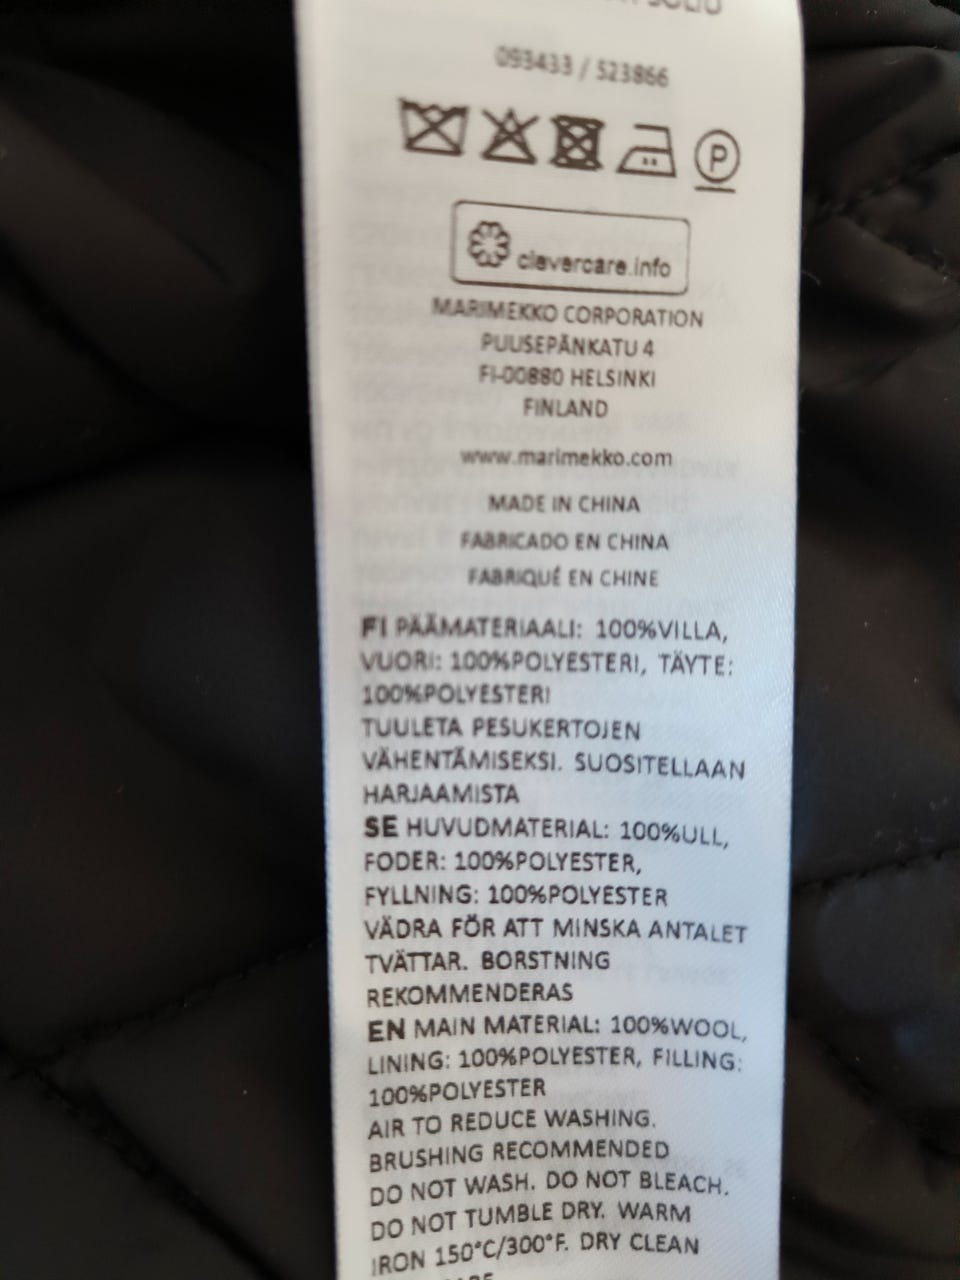 SOLIO
093433 / 523866
P
clevercare.info
MARIMEKKO CORPORATION
PUUSEPÄNKATU 4
FI-00880 HELSINKI
FINLAND
www.marimekko.com
MADE IN CHINA
FABRICADO EN CHINA
FABRIQUÉ EN CHINE
FI PÄÄMATERIAALI: 100%VILLA,
VUORI: 100%POLYESTERI, TÄYTE:
100%POLYESTERI
TUULETA PESUKERTOJEN
VÄHENTÄMISEKSI. SUOSITELLAAN
HARJAAMISTA
SE HUVUDMATERIAL: 100%ULL,
FODER: 100%POLYESTER,
FYLLNING: 100%POLYESTER
VÄDRA FÖR ATT MINSKA ANTALET
TVÄTTAR. BORSTNING
REKOMMENDERAS
EN MAIN MATERIAL: 100%WOOL,
LINING: 100%POLYESTER, FILLING:
100%POLYESTER
AIR TO REDUCE WASHING.
BRUSHING RECOMMENDED
DO NOT WASH. DO NOT BLEACH.
DO NOT TUMBLE DRY. WARM
IRON 150°C/300°F. DRY CLEAN